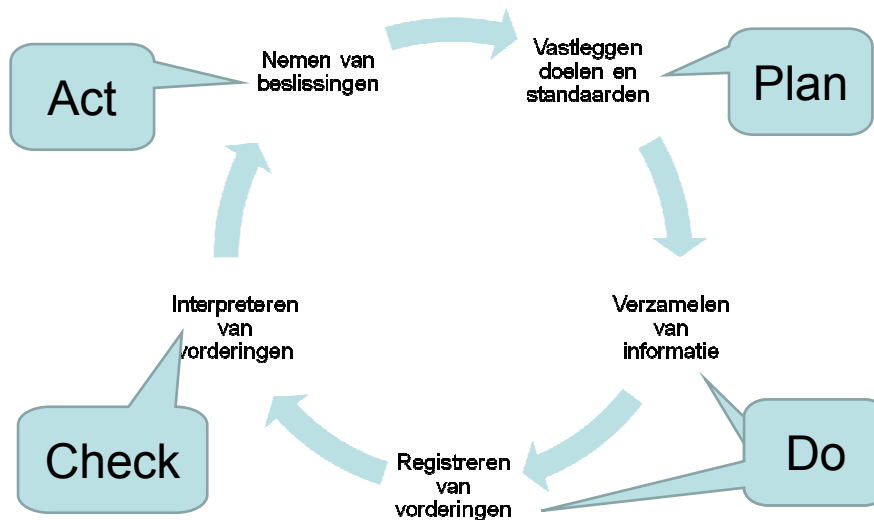 Nemen van
beslissingen
Act
Vastleggen
doelen en
standaarden
Plan
Verzamelen
van
informatie
Do
Registreren
van
vorderingen
Interpreteren
van
vorderingen
Check